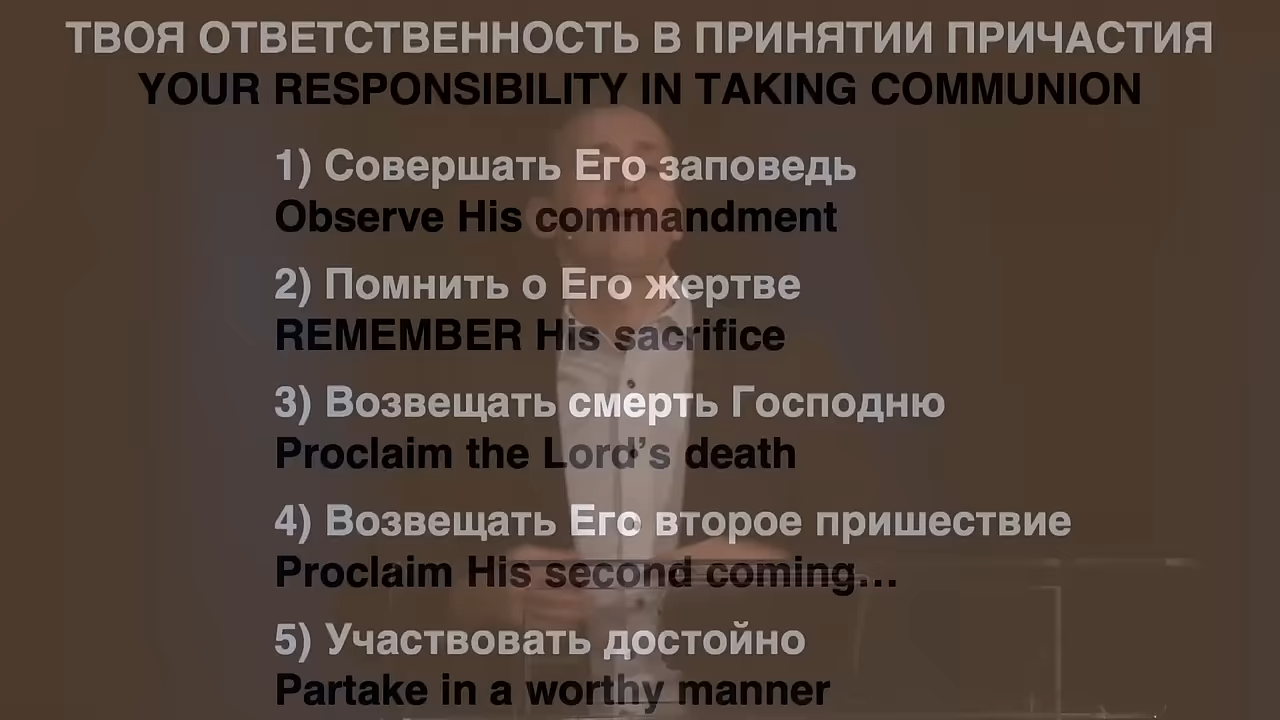 ТВОЯ ОТВЕТСТВЕННОСТЬ В ПРИНЯТИИ ПРИЧАСТИЯ
YOUR RESPONSIBILITY IN TAKING COMMUNION
1) Совершать Его заповедь
Observe His commandment
2) Помнить о Его жертве
REMEMBER His sacrifice
3) Возвещать смерть Господню
Proclaim the Lord’s death
4) Возвещать Его второе пришествие
Proclaim His second coming…
5) Участвовать достойно
Partake in a worthy manner